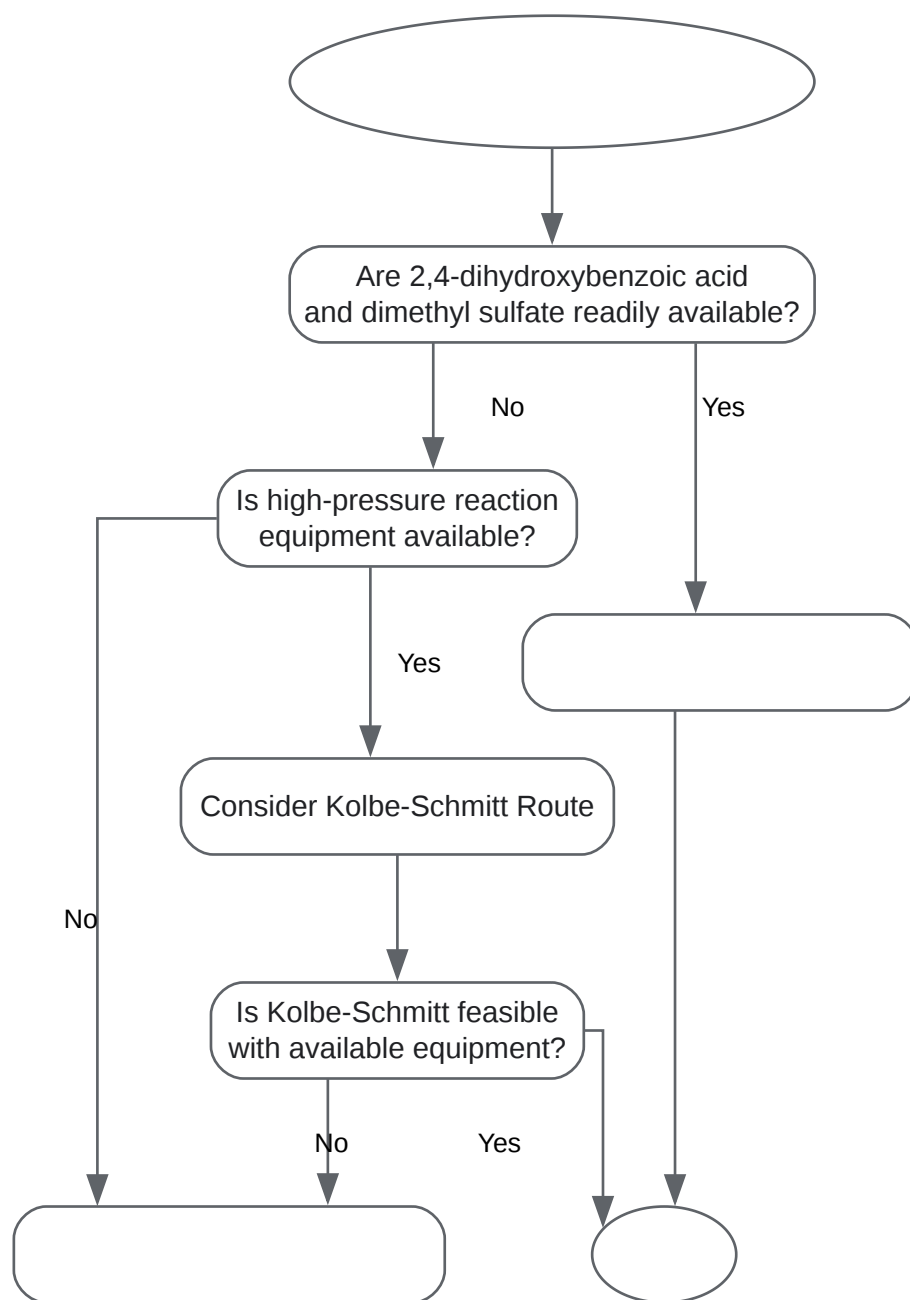 Are 2,4-dihydroxybenzoic acid
and dimethyl sulfate readily available?
No
Yes
Is high-pressure reaction
equipment available?
Yes
Consider Kolbe-Schmitt Route
No
Is Kolbe-Schmitt feasible
with available equipment?
No
Yes